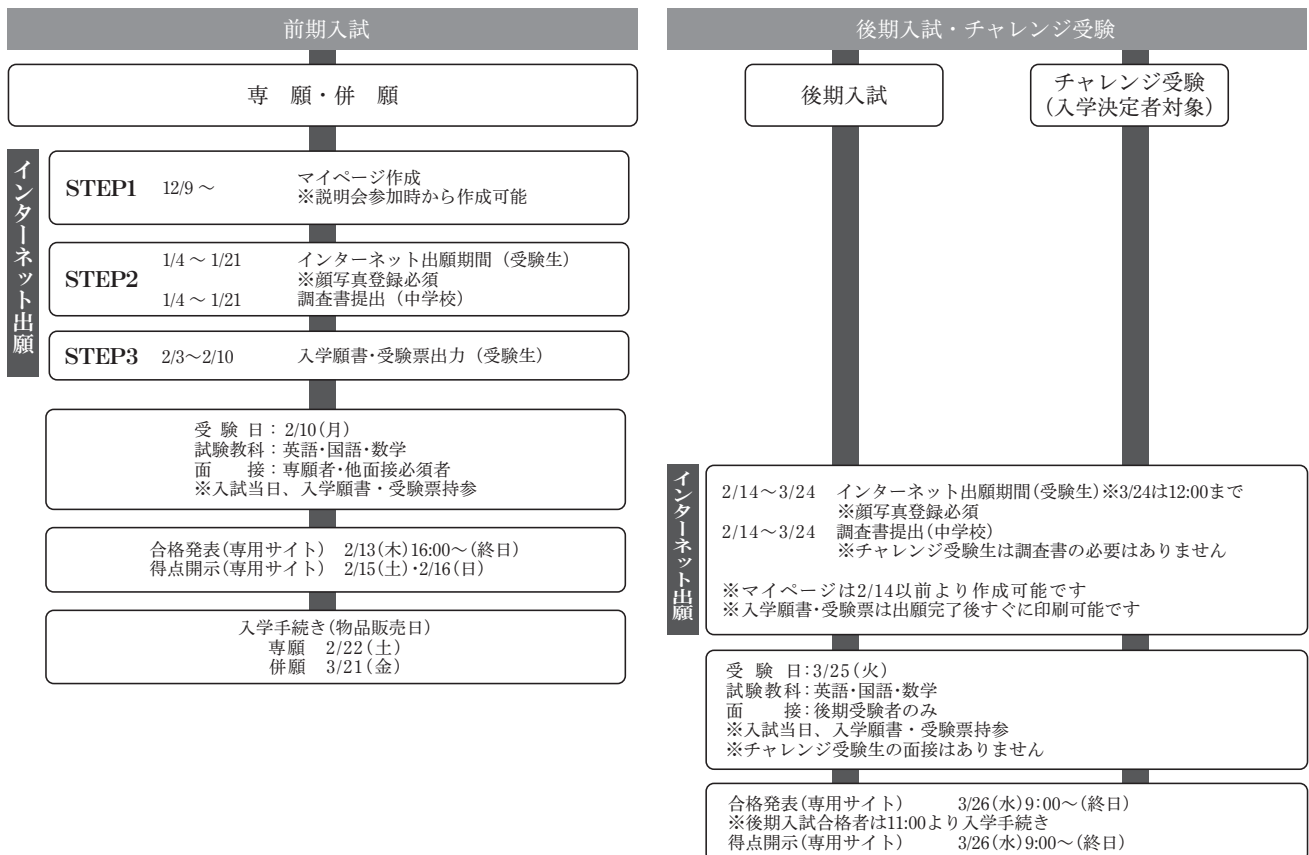 前期入試
専 願・併 願
インターネット出願
STEP1 12/9 ~ マイページ作成
※説明会参加時から作成可能
STEP2 1/4 ~ 1/21 インターネット出願期間（受験生）
※顔写真登録必須
1/4 ~ 1/21 調査書提出（中学校）
STEP3 2/3~2/10 入学願書・受験票出力（受験生）
受 験 日：2/10(月)
試験教科：英語・国語・数学
面 接：専願者・他面接必須者
※入試当日、入学願書・受験票持参
合格発表(専用サイト) 2/13(木)16:00~(終日)
得点開示(専用サイト) 2/15(土)・2/16(日)
入学手続き(物品販売日)
専願 2/22(土)
併願 3/21(金)
後期入試・チャレンジ受験
後期入試
チャレンジ受験
(入学決定者対象)
インターネット出願
2/14~3/24 インターネット出願期間(受験生)※3/24は12:00まで
※顔写真登録必須
2/14~3/24 調査書提出(中学校)
※チャレンジ受験生は調査書の必要はありません
※マイページは2/14以前より作成可能です
※入学願書・受験票は出願完了後すぐに印刷可能です
受 験 日:3/25(火)
試験教科:英語・国語・数学
面 接:後期受験者のみ
※入試当日、入学願書・受験票持参
※チャレンジ受験生の面接はありません
合格発表(専用サイト) 3/26(水)9:00~(終日)
※後期入試合格者は11:00より入学手続き
得点開示(専用サイト) 3/26(水)9:00~(終日)